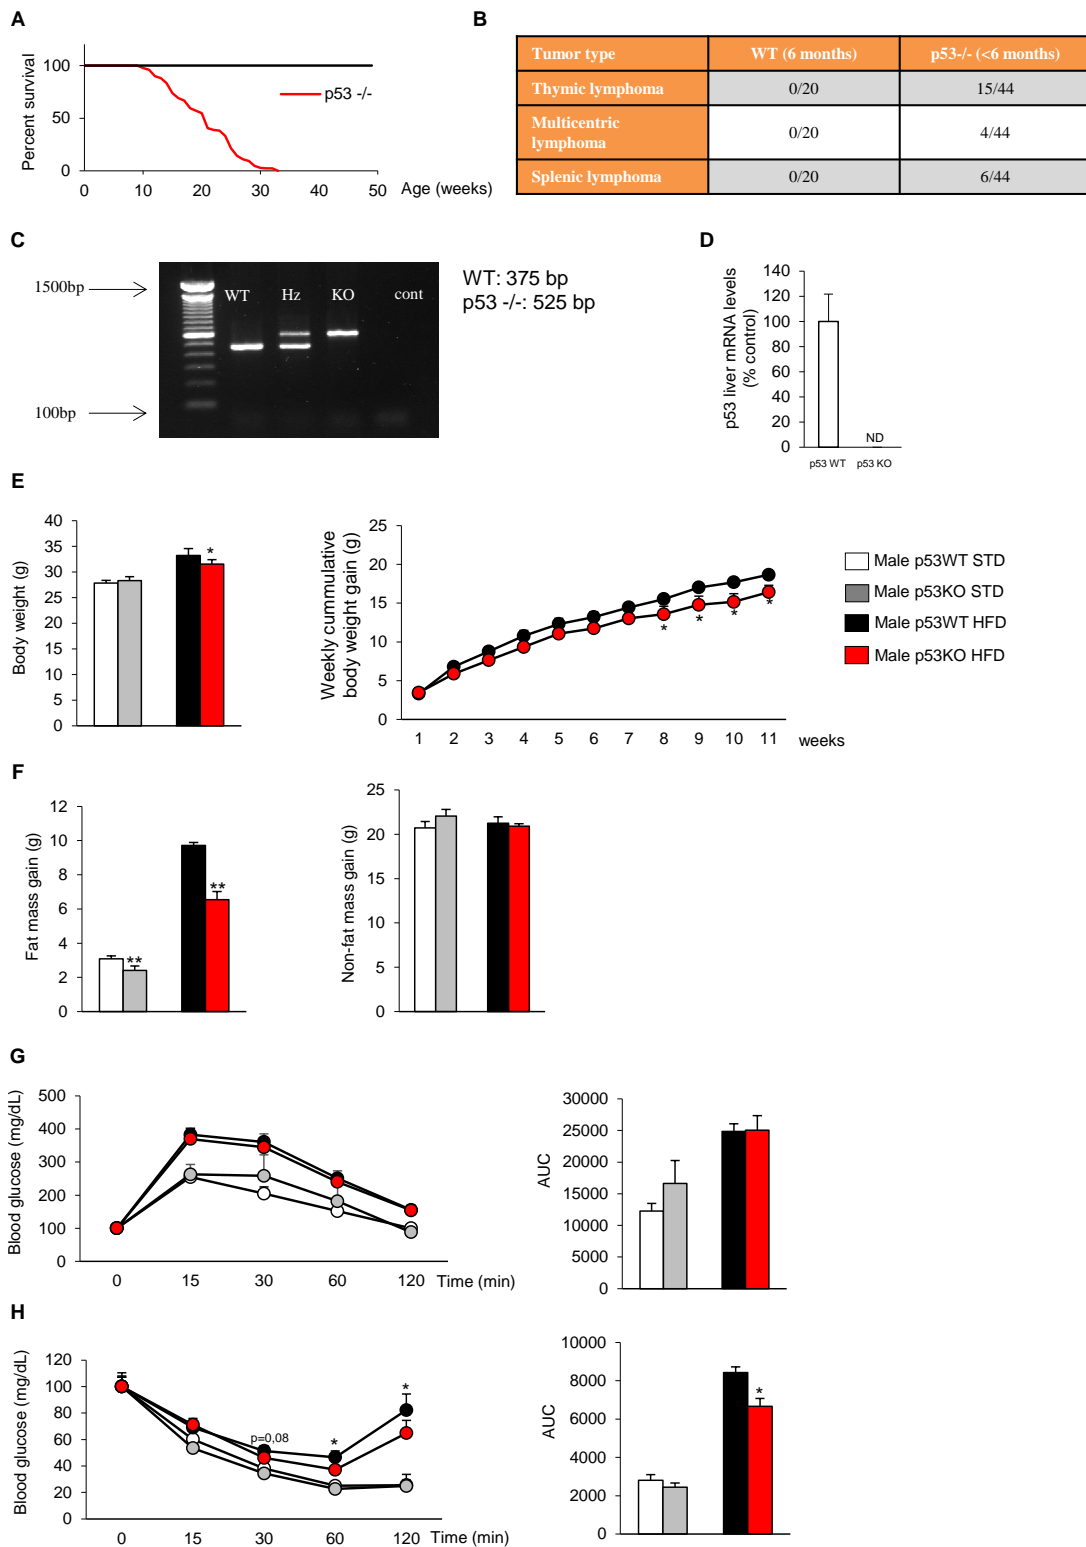 A
Percent survival
100
50
0
p53 -/-
0
10
20
30
40
50
Age (weeks)
B
Tumor type WT (6 months) p53-/- (<6 months)
Thymic lymphoma 0/20 15/44
Multicentric lymphoma 0/20 4/44
Splenic lymphoma 0/20 6/44
C
1500bp
100bp
WT Hz KO cont
WT: 375 bp
p53 -/-: 525 bp
D
p53 liver mRNA levels
(% control)
140
120
100
80
60
40
20
0
ND
p53 WT p53 KO
E
Body weight (g)
40
35
30
25
20
15
10
5
0
*
Weekly cummulative
body weight gain (g)
25
20
15
10
5
0
* * * *
1 2 3 4 5 6 7 8 9 10 11 weeks
Male p53WT STD
Male p53KO STD
Male p53WT HFD
Male p53KO HFD
F
Fat mass gain (g)
12
10
8
6
4
2
0
**
**
Non-fat mass gain (g)
25
20
15
10
5
0
G
Blood glucose (mg/dL)
500
400
300
200
100
0
0 15 30 60 120 Time (min)
AUC
30000
25000
20000
15000
10000
5000
0
H
Blood glucose (mg/dL)
120
100
80
60
40
20
0
p=0,08
*
*
0 15 30 60 120 Time (min)
AUC
10000
8000
6000
4000
2000
0
*